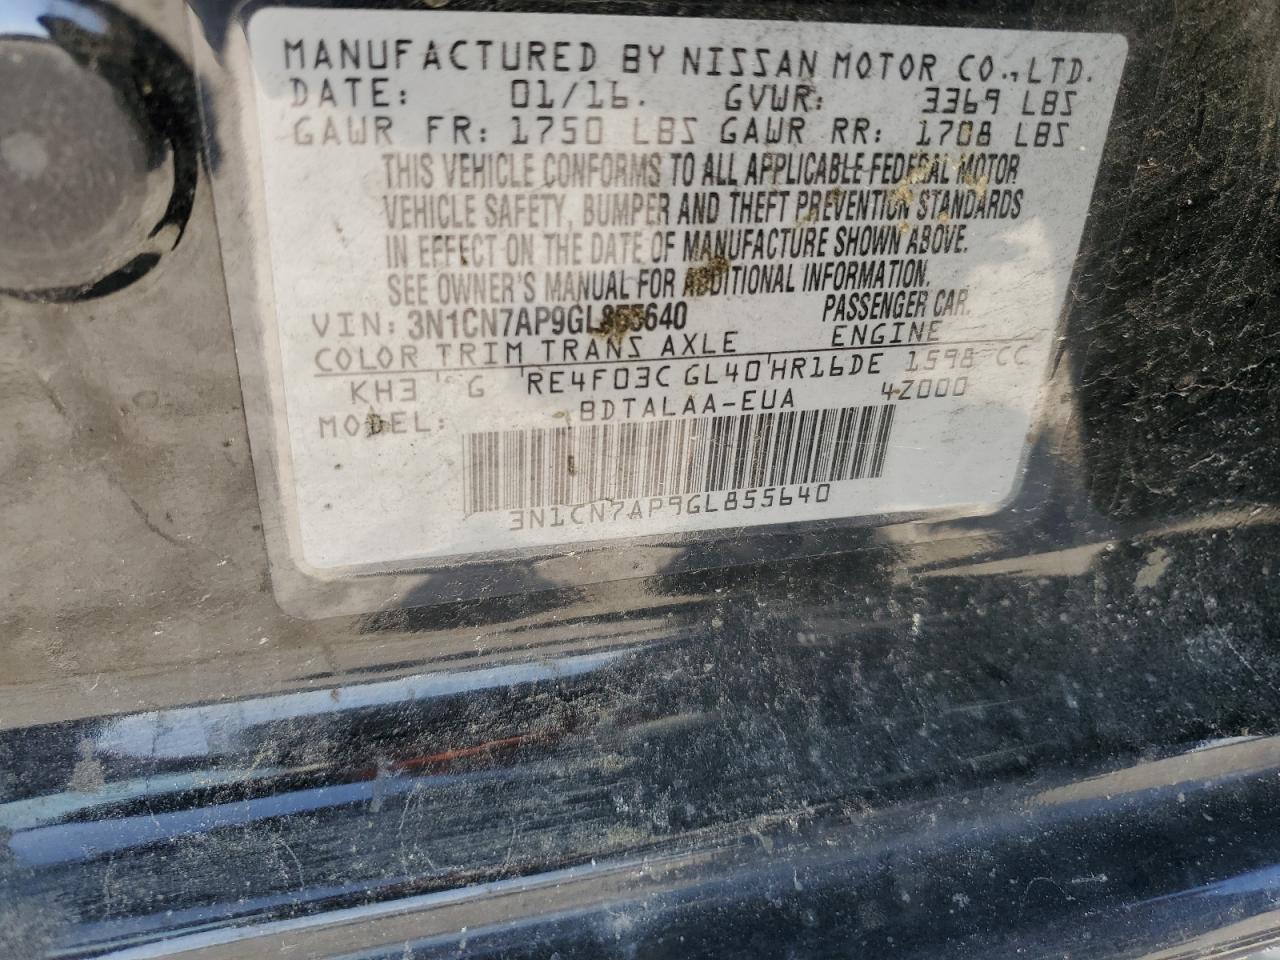 MANUFACTURED BY NISSAN MOTOR CO., LTD.
DATE: 01/16. GVWR: 3369 LBS
GAWR FR: 1750 LBS GAWR RR: 1708 LBS
THIS VEHICLE CONFORMS TO ALL APPLICABLE FEDERAL MOTOR
VEHICLE SAFETY, BUMPER AND THEFT PREVENTION STANDARDS
IN EFFECT ON THE DATE OF MANUFACTURE SHOWN ABOVE.
SEE OWNER'S MANUAL FOR ADDITIONAL INFORMATION.
VIN: 3N1CN7AP9GL855640 PASSENGER CAR.
COLOR TRIM TRANS AXLE ENGINE
KH3 G RE4F03C GL40 HR16DE 1598 CC
MODEL: BDTALAA-EUA 4Z000
3N1CN7AP9GL855640